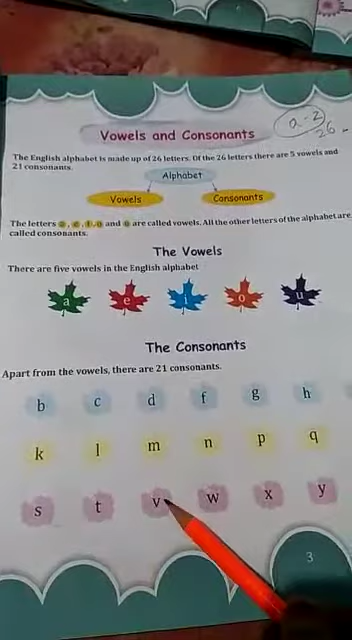 Vowels and Consonants
a-z
26-
The English alphabet is made up of 26 letters. Of the 26 letters there are 5 vowels and
21 consonants.
Alphabet
Vowels Consonants
The letters a, e, i, o and u are called vowels. All the other letters of the alphabet are
called consonants.
The Vowels
There are five vowels in the English alphabet
a e i o u
The Consonants
Apart from the vowels, there are 21 consonants.
b c d f g h
k l m n p q
s t v w x y
3